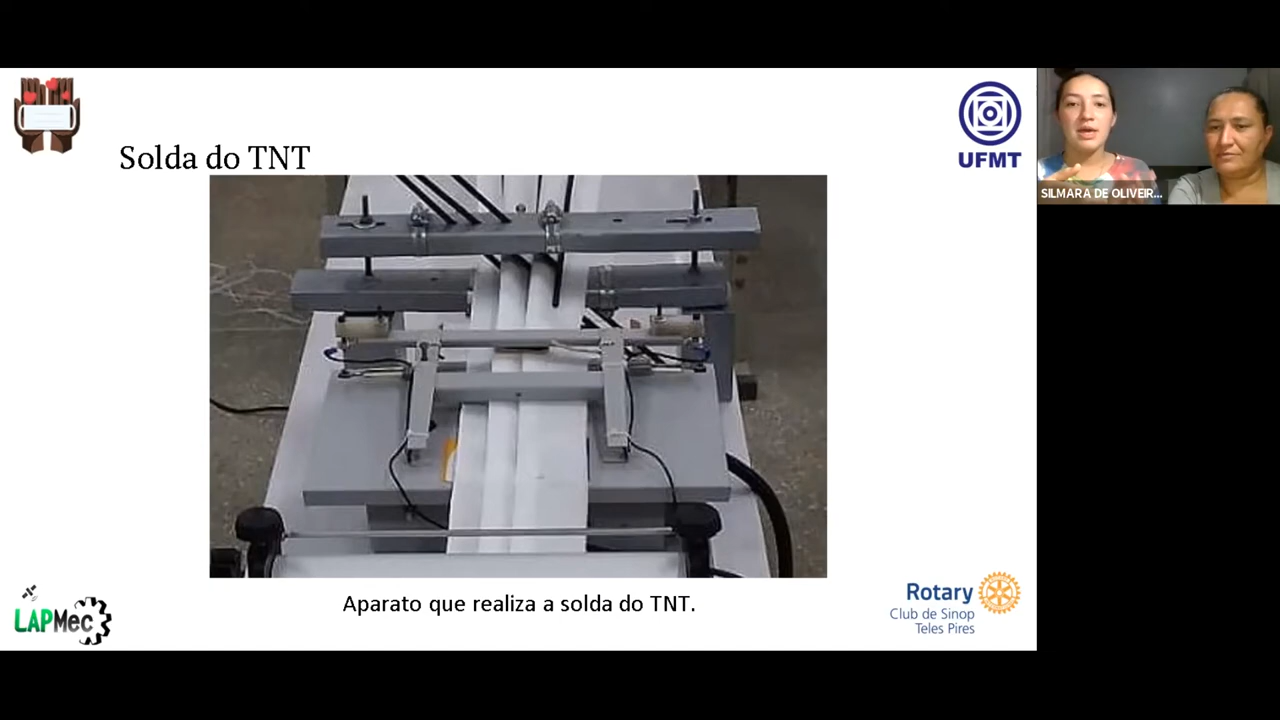 Solda do TNT
UFMT
SILMARA DE OLIVEIR...
Aparato que realiza a solda do TNT.
LAPMec
Rotary
Club de Sinop
Teles Pires